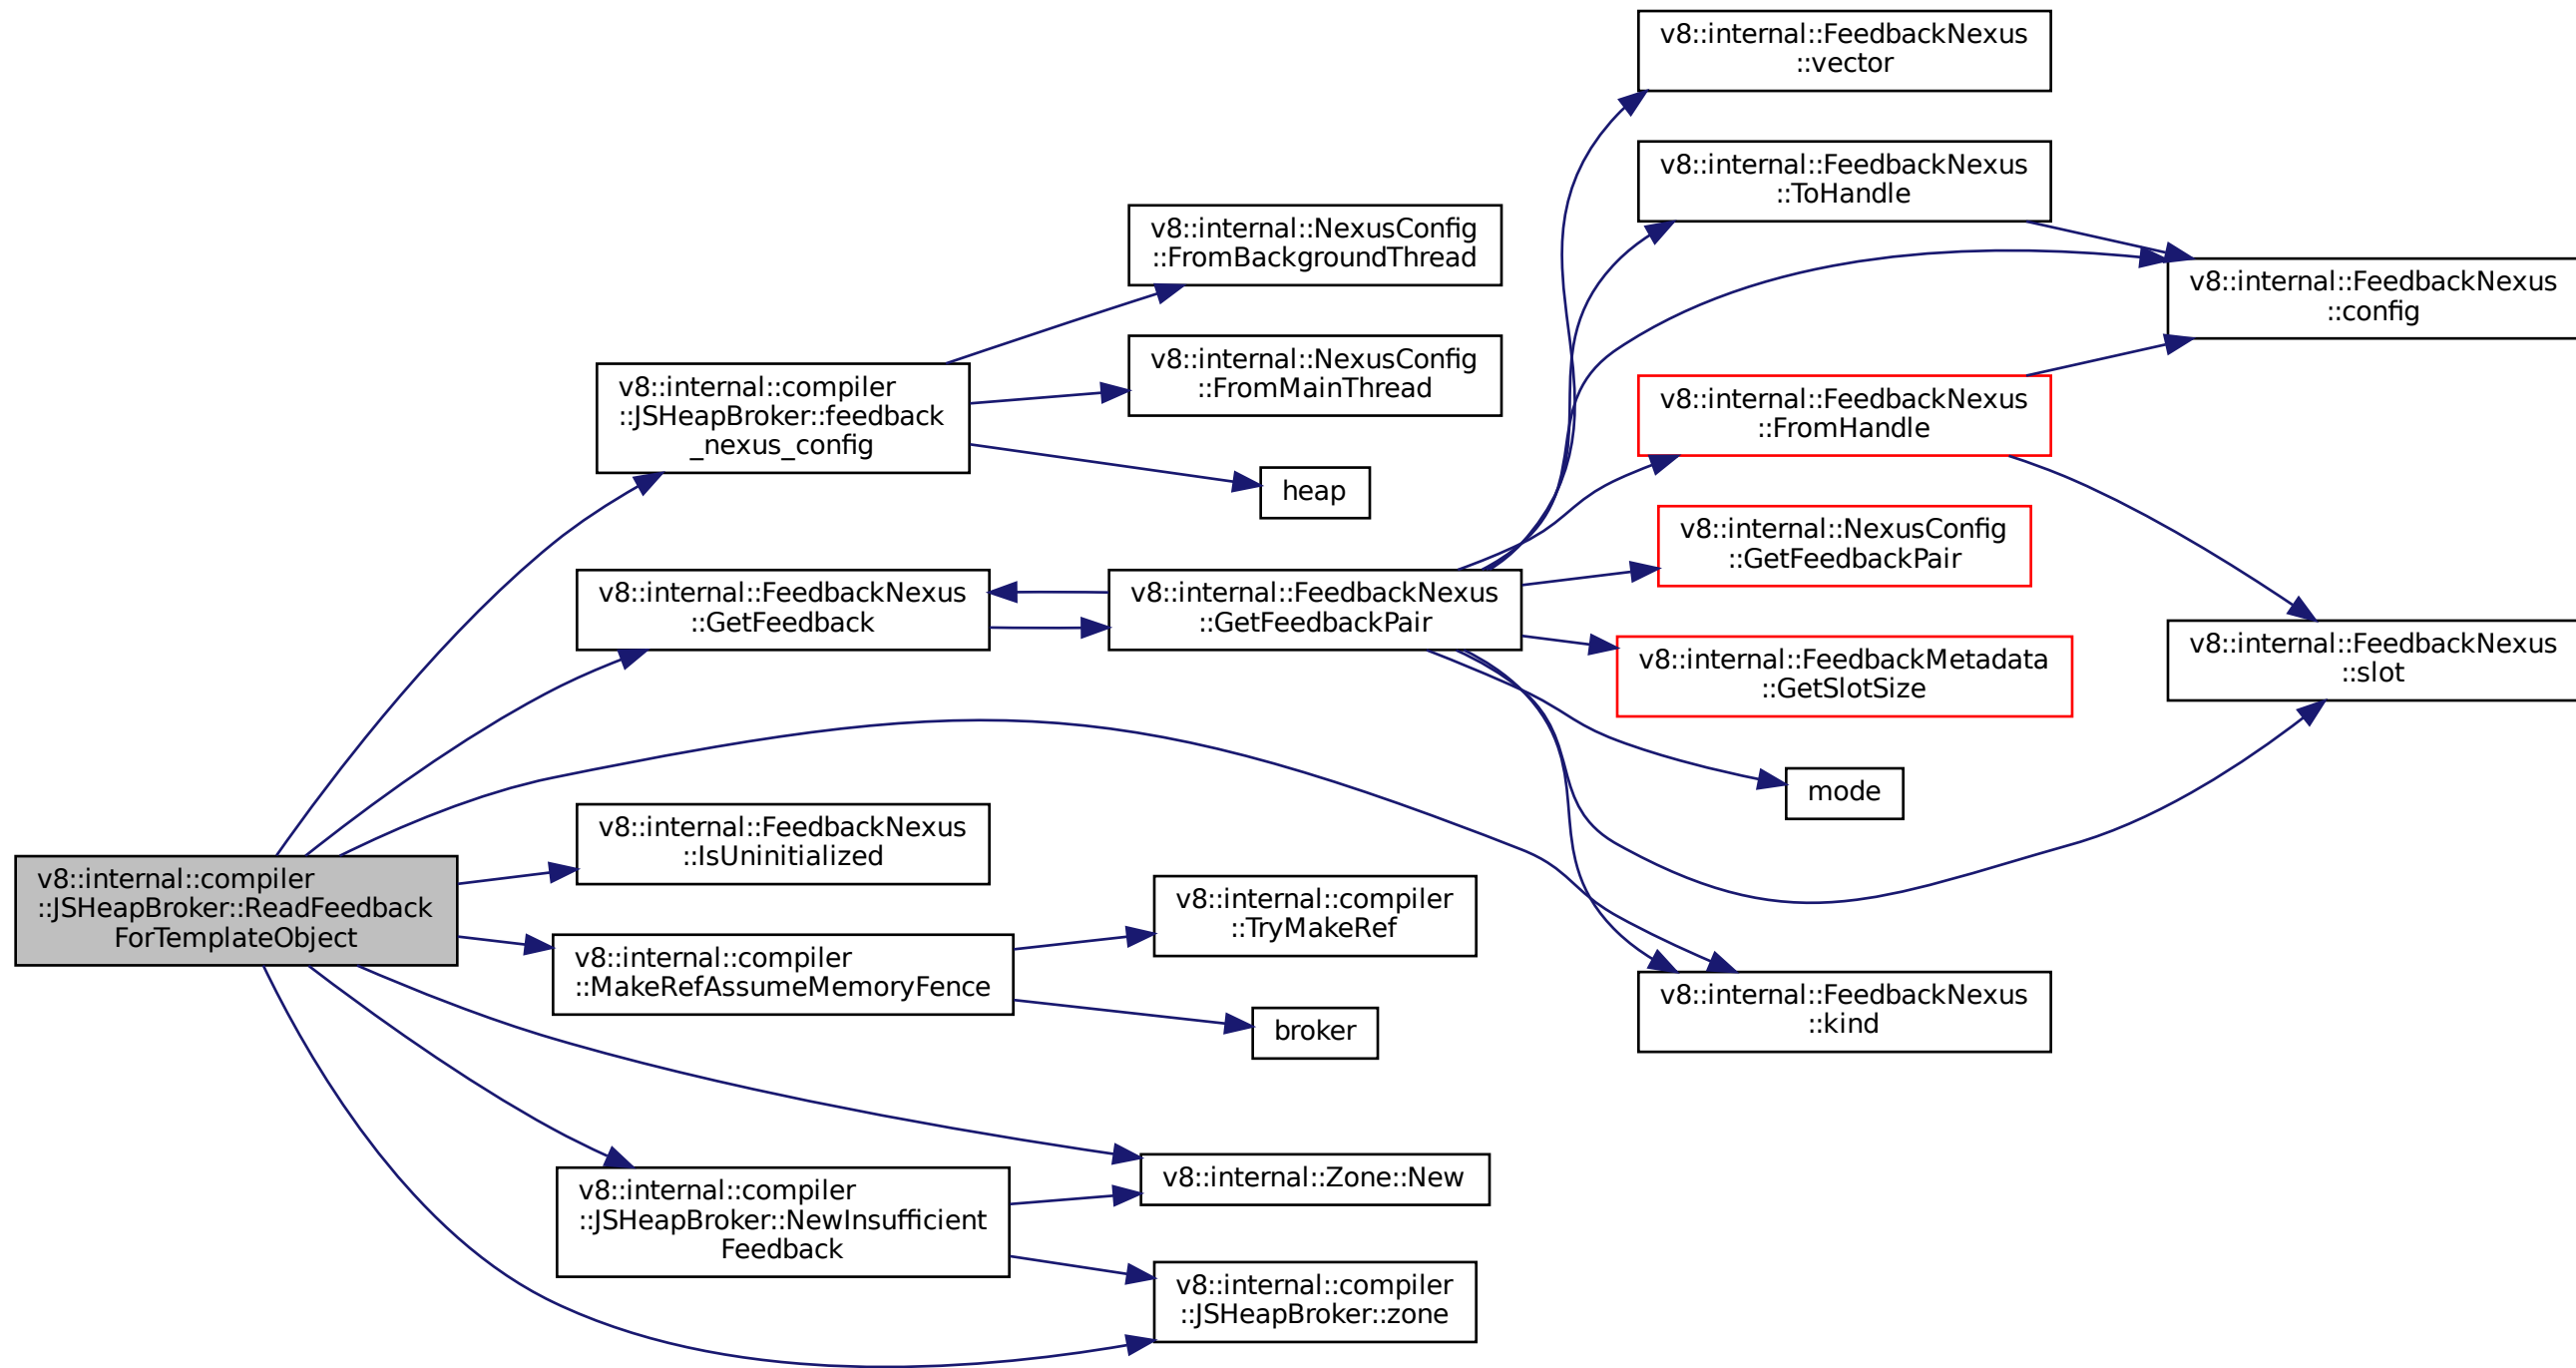 v8::internal::FeedbackNexus
::vector
v8::internal::FeedbackNexus
::ToHandle
v8::internal::NexusConfig
::FromBackgroundThread
v8::internal::FeedbackNexus
::config
v8::internal::NexusConfig
::FromMainThread
v8::internal::compiler
::JSHeapBroker::feedback
_nexus_config
v8::internal::FeedbackNexus
::FromHandle
heap
v8::internal::NexusConfig
::GetFeedbackPair
v8::internal::FeedbackNexus
::GetFeedback
v8::internal::FeedbackNexus
::GetFeedbackPair
v8::internal::FeedbackMetadata
::GetSlotSize
v8::internal::FeedbackNexus
::slot
mode
v8::internal::FeedbackNexus
::IsUninitialized
v8::internal::compiler
::JSHeapBroker::ReadFeedback
ForTemplateObject
v8::internal::compiler
::TryMakeRef
v8::internal::compiler
::MakeRefAssumeMemoryFence
broker
v8::internal::FeedbackNexus
::kind
v8::internal::Zone::New
v8::internal::compiler
::JSHeapBroker::NewInsufficient
Feedback
v8::internal::compiler
::JSHeapBroker::zone